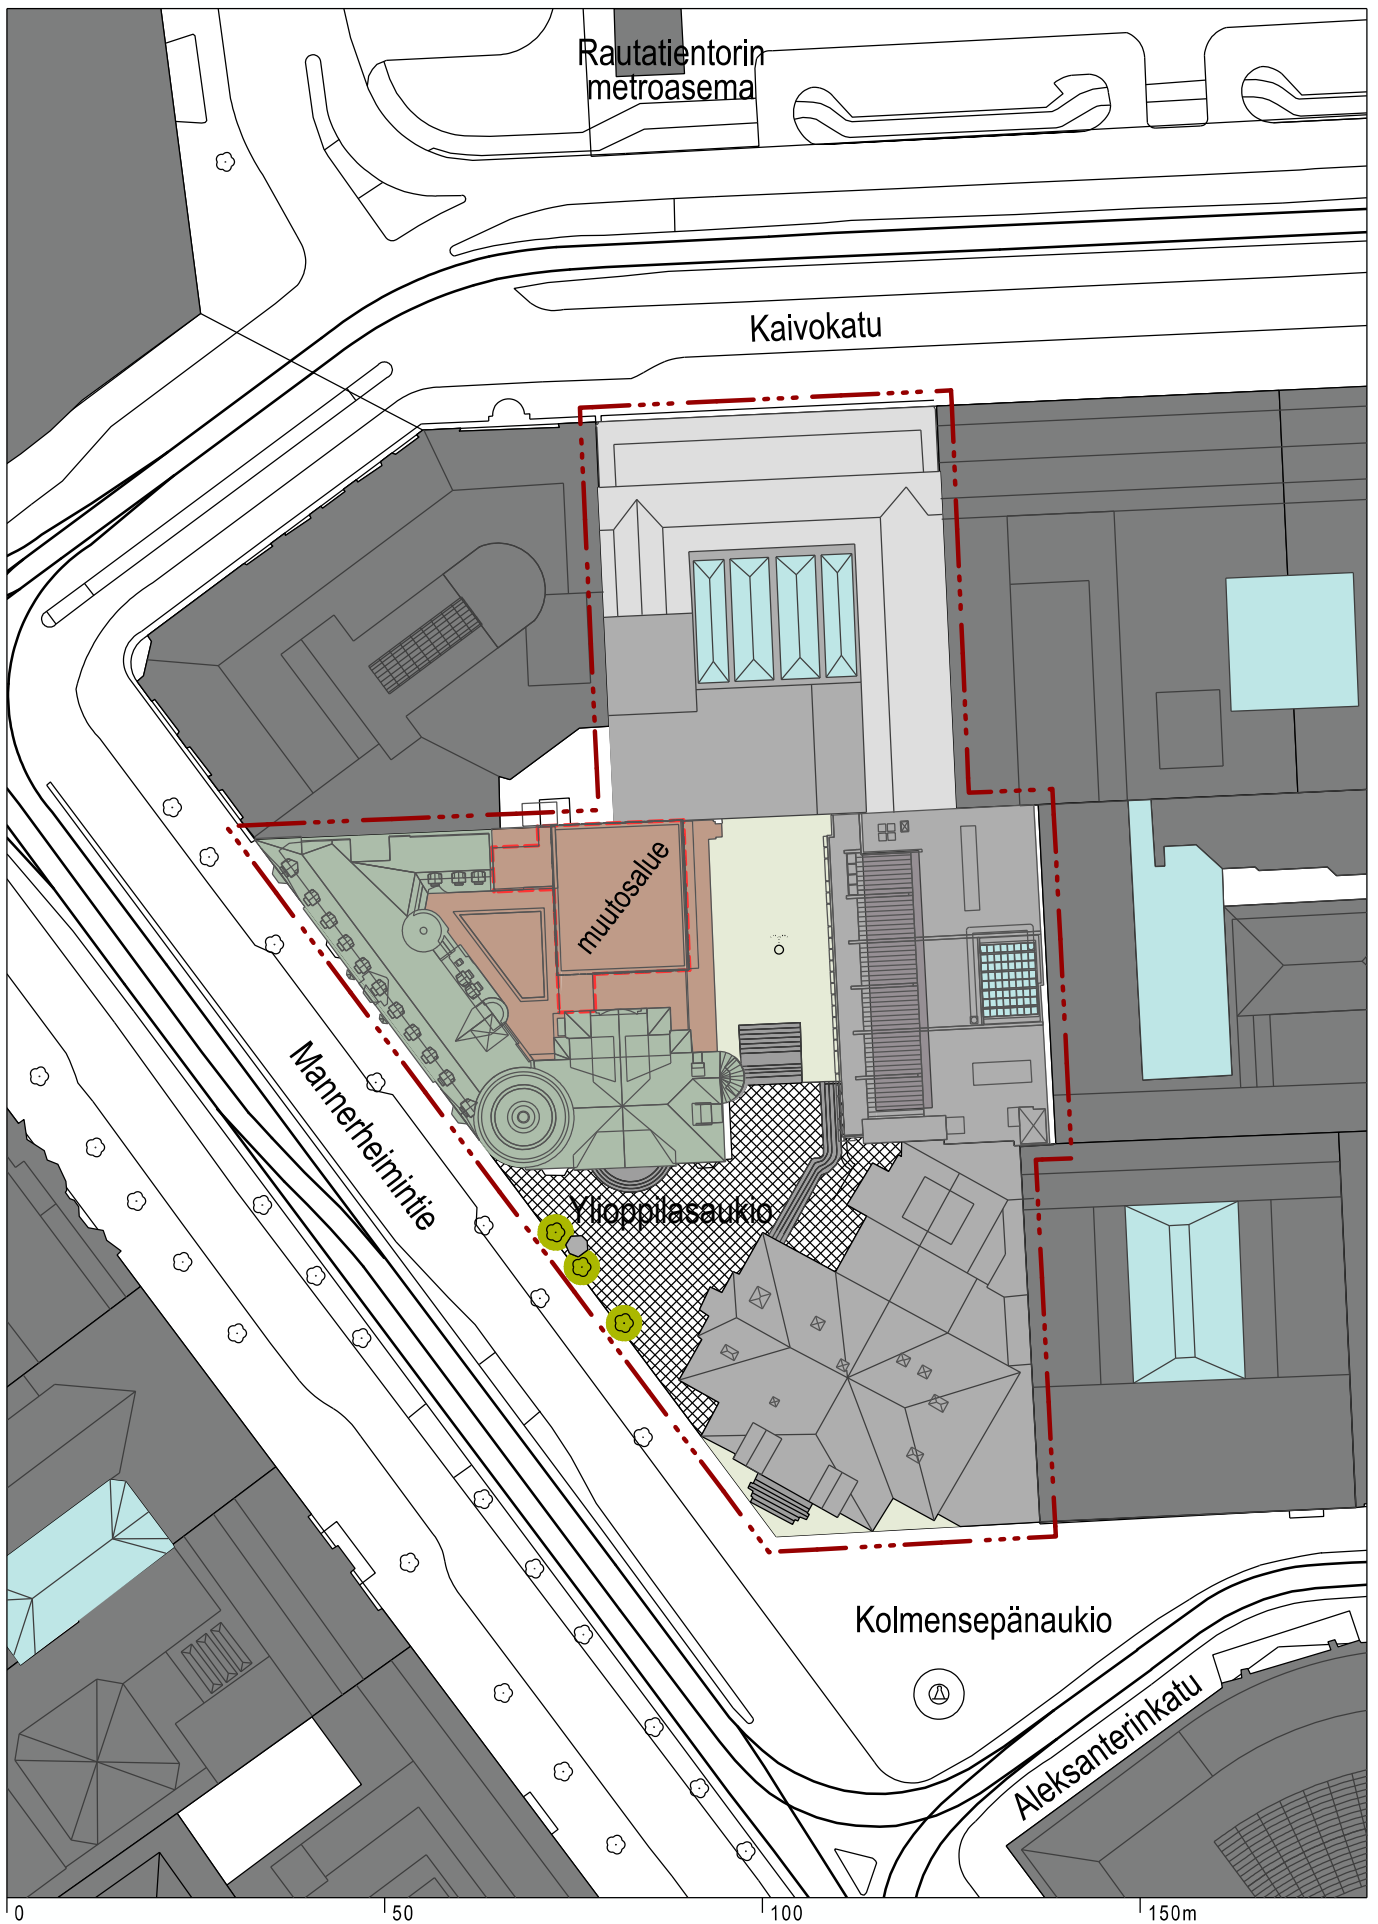 Rautatientorin
metroasema
Kaivokatu
muutosalue
Mannerheimintie
Ylioppilasaukio
Kolmensepänaukio
Aleksanterinkatu
0 50 100 150m